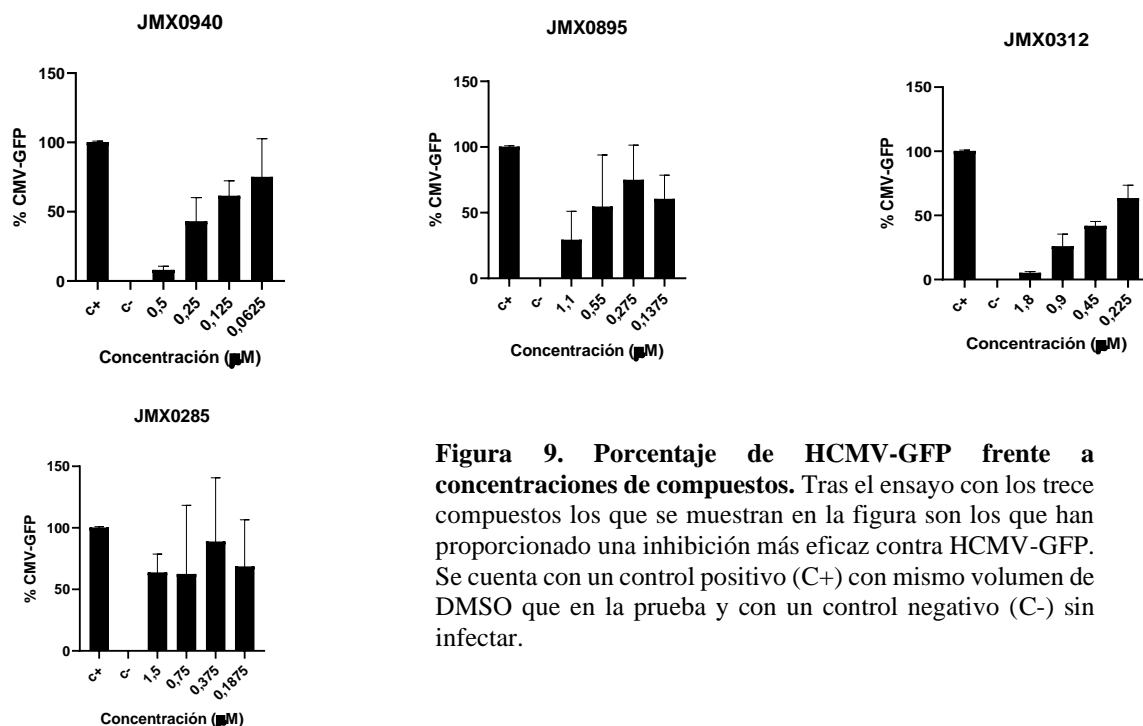 JMX0940
150
100
50
0
% CMV-GFP
c+ c- 0,5 0,25 0,125 0,0625
Concentración (µM)
JMX0895
150
100
50
0
% CMV-GFP
c+ c- 1,1 0,55 0,275 0,1375
Concentración (µM)
JMX0312
150
100
50
0
% CMV-GFP
c+ c- 1,8 0,9 0,45 0,225
Concentración (µM)
JMX0285
150
100
50
0
% CMV-GFP
c+ c- 1,5 0,75 0,375 0,1875
Concentración (µM)
Figura 9. Porcentaje de HCMV-GFP frente a
concentraciones de compuestos. Tras el ensayo con los trece
compuestos los que se muestran en la figura son los que han
proporcionado una inhibición más eficaz contra HCMV-GFP.
Se cuenta con un control positivo (C+) con mismo volumen de
DMSO que en la prueba y con un control negativo (C-) sin
infectar.